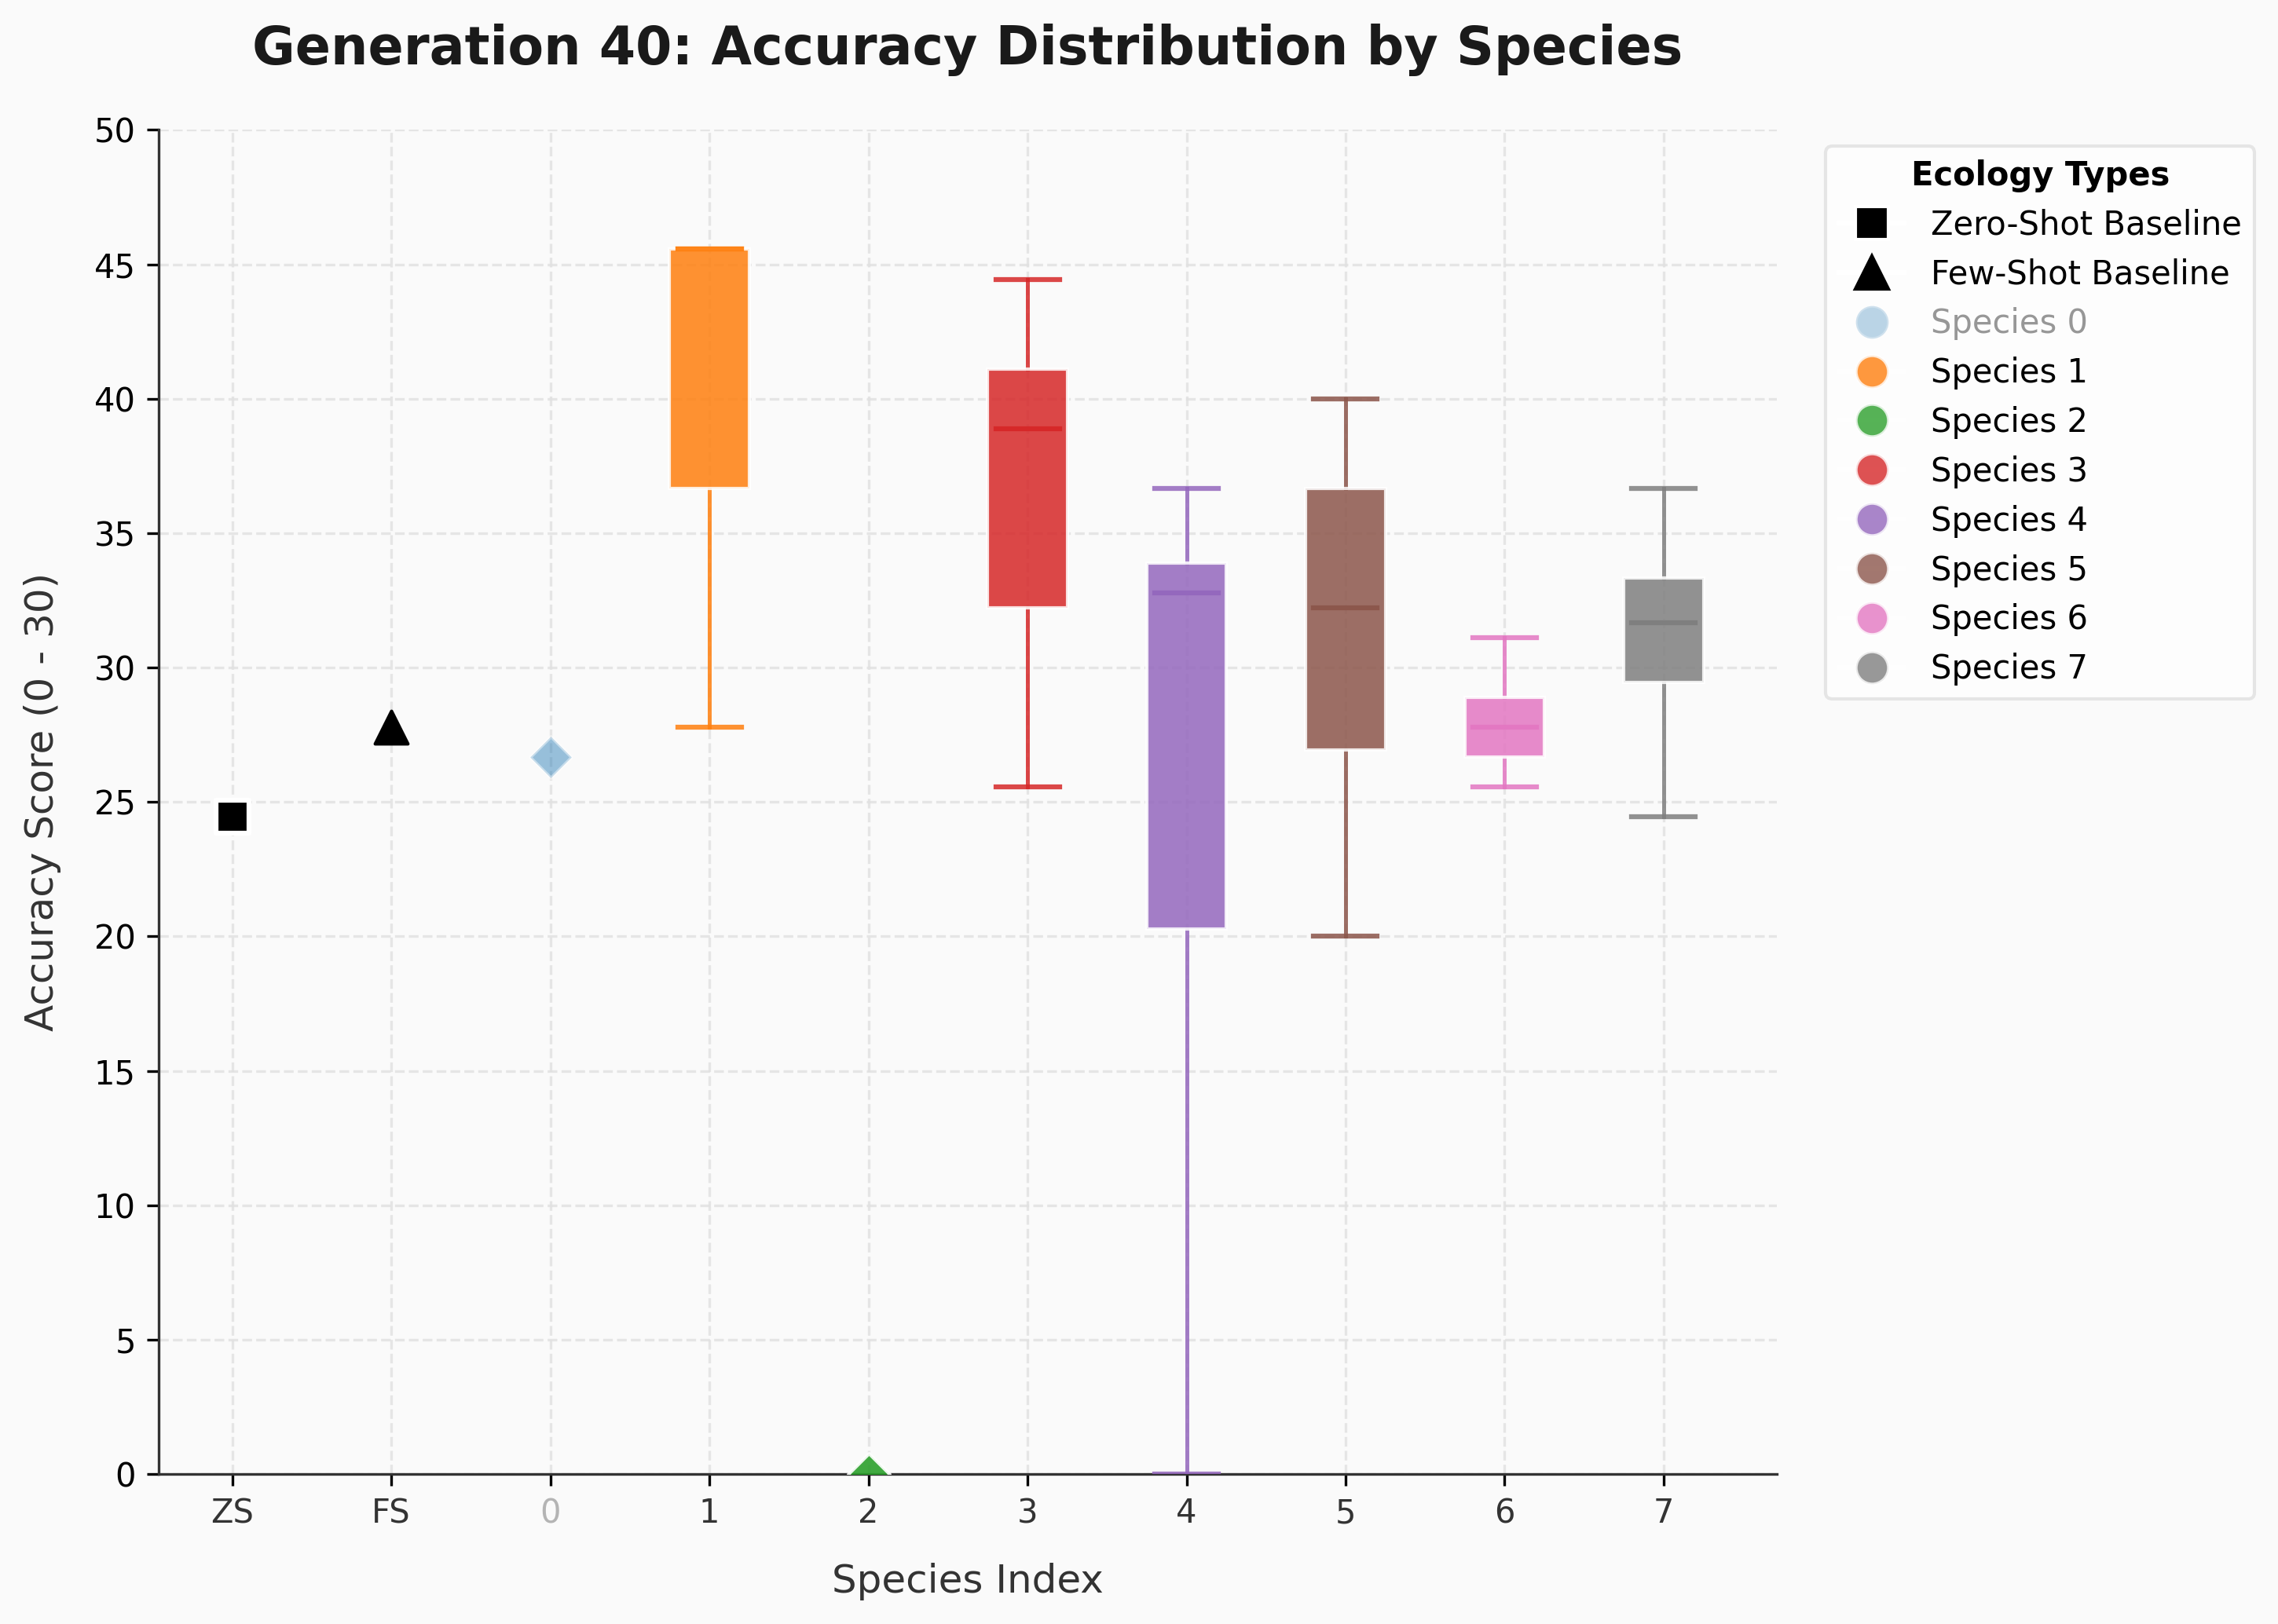 Generation 40: Accuracy Distribution by Species
Accuracy Score (0 - 30)
50
45
40
35
30
25
20
15
10
5
0
ZS FS 0 1 2 3 4 5 6 7
Species Index
Ecology Types
Zero-Shot Baseline
Few-Shot Baseline
Species 0
Species 1
Species 2
Species 3
Species 4
Species 5
Species 6
Species 7